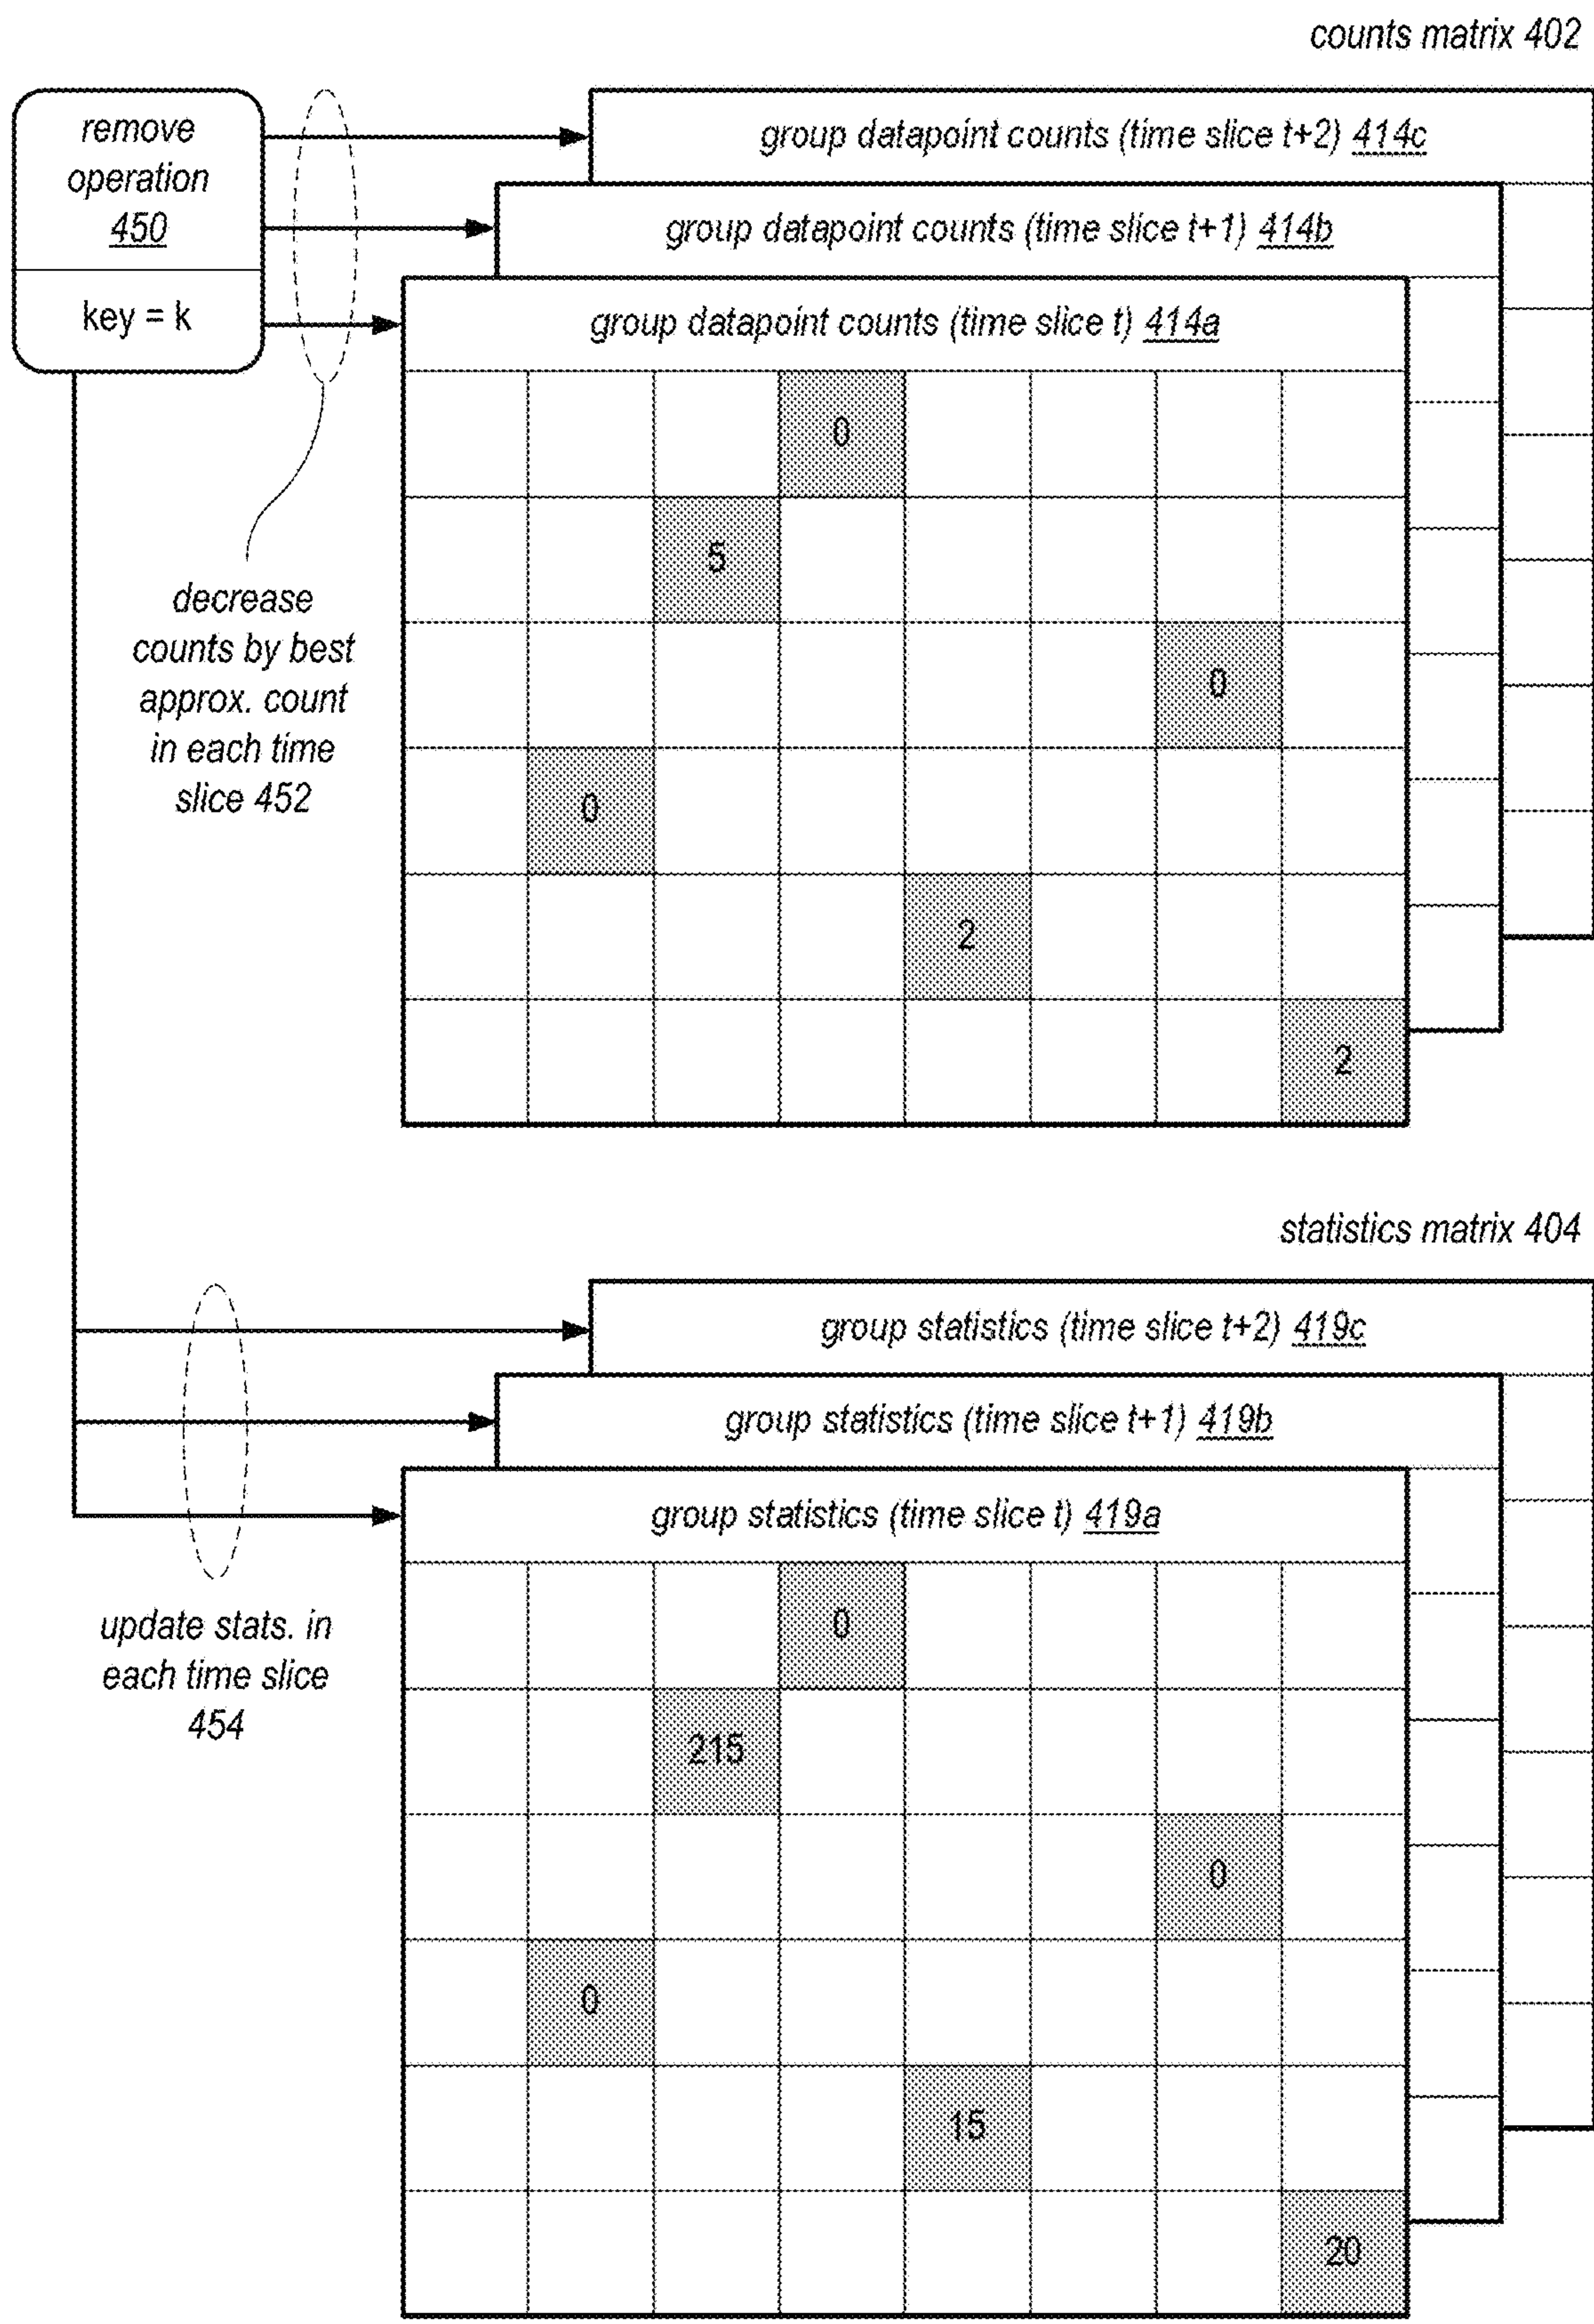 counts matrix 402
remove
operation
450
key = k
group datapoint counts (time slice t+2) 414c
group datapoint counts (time slice t+1) 414b
group datapoint counts (time slice t) 414a
0
5
0
0
2
2
decrease
counts by best
approx. count
in each time
slice 452
statistics matrix 404
group statistics (time slice t+2) 419c
group statistics (time slice t+1) 419b
group statistics (time slice t) 419a
0
215
0
0
15
20
update stats. in
each time slice
454